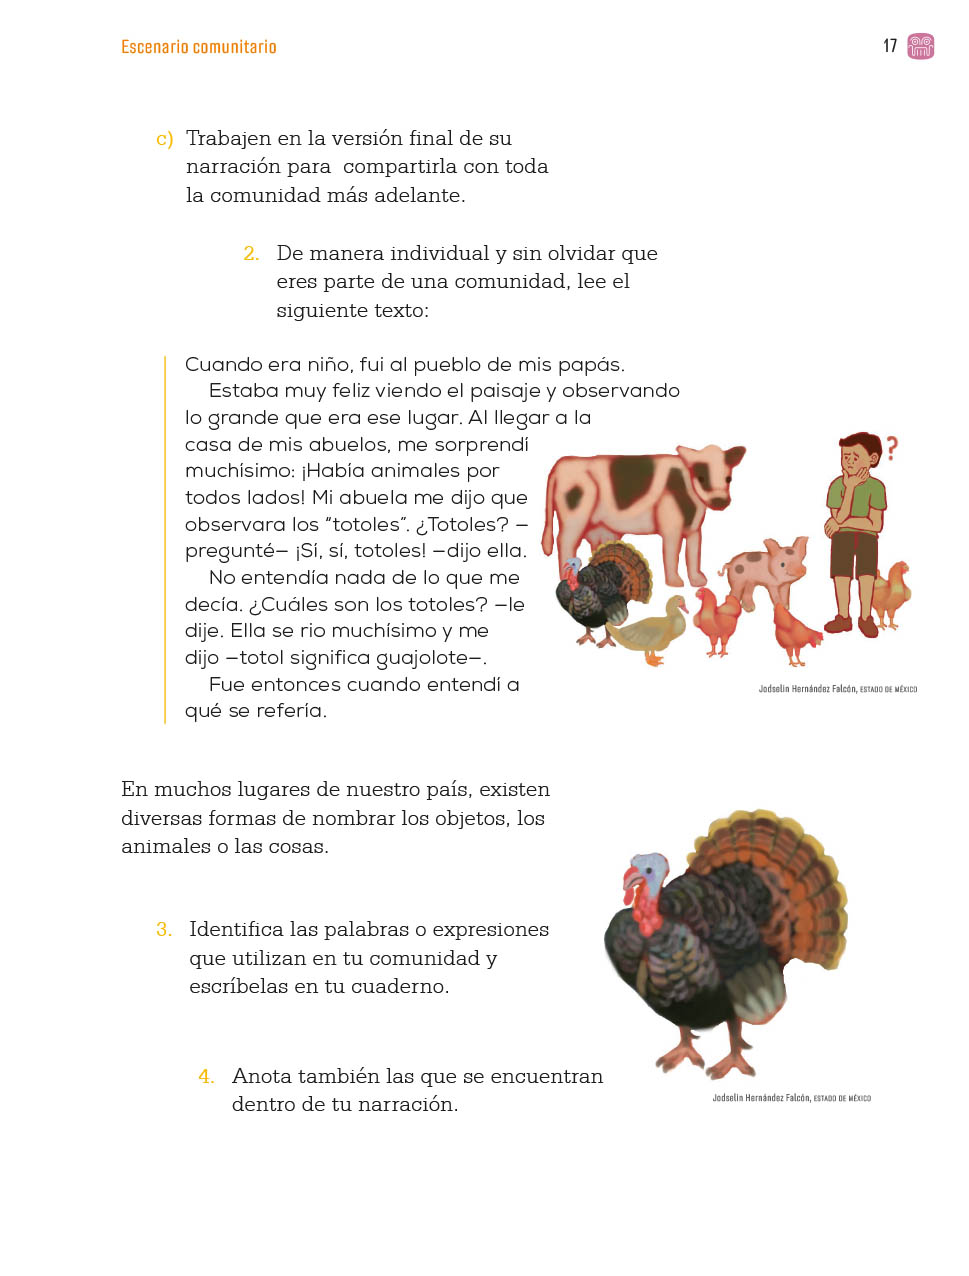 Escenario comunitario
17
c) Trabajen en la versión final de su
narración para compartirla con toda
la comunidad más adelante.
2. De manera individual y sin olvidar que
eres parte de una comunidad, lee el
siguiente texto:
Cuando era niño, fui al pueblo de mis papás.
Estaba muy feliz viendo el paisaje y observando
lo grande que era ese lugar. Al llegar a la
casa de mis abuelos, me sorprendí
muchísimo: ¡Había animales por
todos lados! Mi abuela me dijo que
observara los “totoles”. ¿Totoles? —
pregunté— ¡Sí, sí, totoles! —dijo ella.
No entendía nada de lo que me
decía. ¿Cuáles son los totoles? —le
dije. Ella se rio muchísimo y me
dijo —totol significa guajolote—.
Fue entonces cuando entendí a
qué se refería.
?
Jodselin Hernández Falcón, ESTADO DE MÉXICO
En muchos lugares de nuestro país, existen
diversas formas de nombrar los objetos, los
animales o las cosas.
3. Identifica las palabras o expresiones
que utilizan en tu comunidad y
escríbelas en tu cuaderno.
4. Anota también las que se encuentran
dentro de tu narración.
Jodselin Hernández Falcón, ESTADO DE MÉXICO